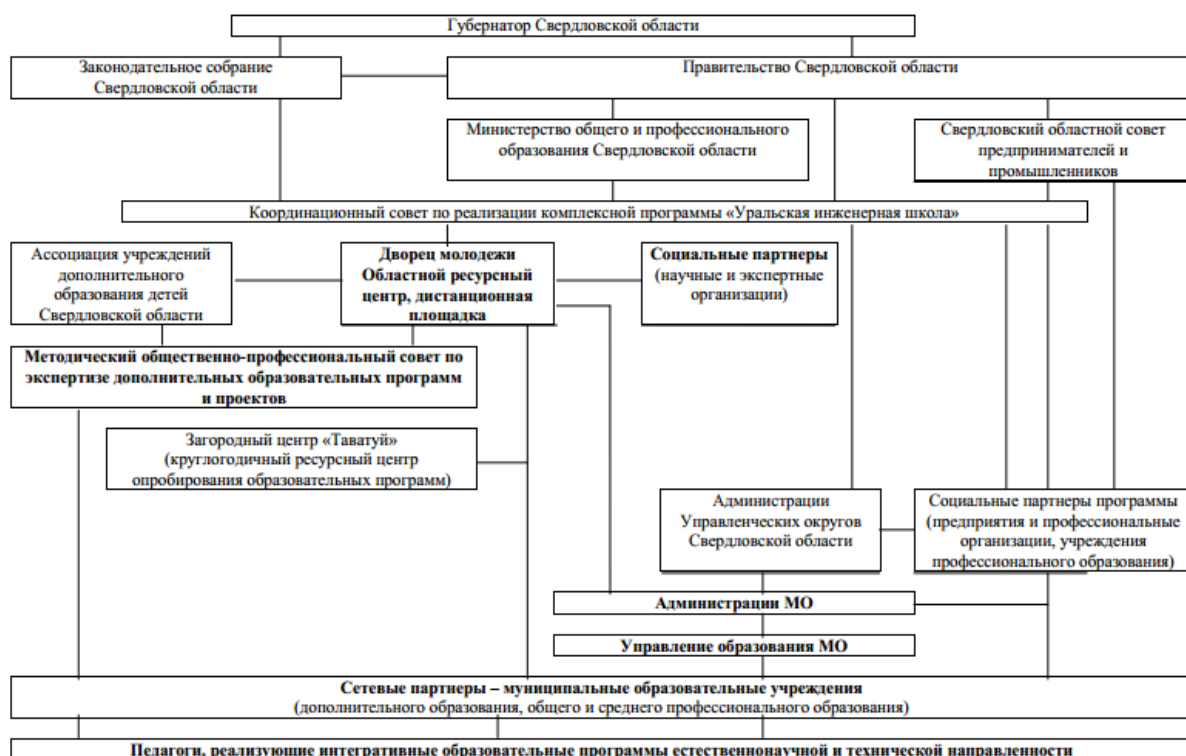 Губернатор Свердловской области
Законодательное собрание
Свердловской области
Правительство Свердловской области
Министерство общего и профессионального
образования Свердловской области
Свердловский областной совет
предпринимателей и
промышленников
Координационный совет по реализации комплексной программы «Уральская инженерная школа»
Ассоциация учреждений
дополнительного
образования детей
Свердловской области
Дворец молодежи
Областной ресурсный
центр, дистанционная
площадка
Социальные партнеры
(научные и экспертные
организации)
Методический общественно-профессиональный совет по
экспертизе дополнительных образовательных программ
и проектов
Загородный центр «Таватуй»
(круглогодичный ресурсный центр
опробирования образовательных программ)
Администрации
Управленческих округов
Свердловской области
Социальные партнеры программы
(предприятия и профессиональные
организации, учреждения
профессионального образования)
Администрации МО
Управление образования МО
Сетевые партнеры – муниципальные образовательные учреждения
(дополнительного образования, общего и среднего профессионального образования)
Педагоги, реализующие интегративные образовательные программы естественнонаучной и технической направленности